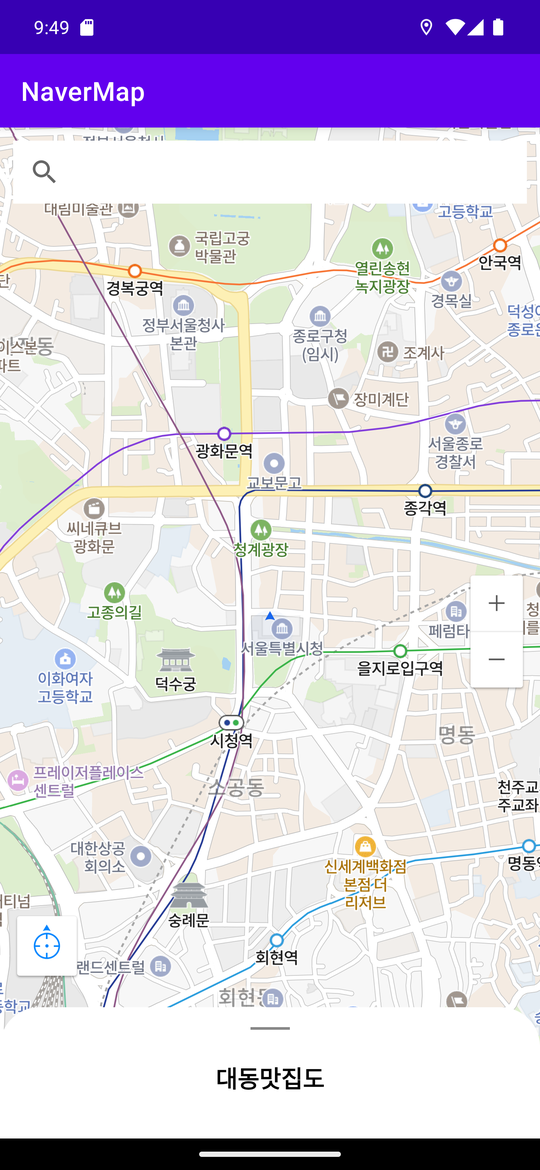 9:49
NaverMap
대림미술관
고등학교
국립고궁
박물관
열린송현
녹지광장
안국역
경복궁역
경목실
정부서울청사
본관
종로구청
(임시)
조계사
장미계단
광화문역
서울종로
경찰서
교보문고
종각역
씨네큐브
광화문
청계광장
고종의길
페럼타
서울특별시청
을지로입구역
이화여자
고등학교
덕수궁
시청역
명동
프레이저플레이스
센트럴
소공동
천주교
주교좌
대한상공
회의소
신세계백화점
본점 더
리저브
명동역
숭례문
회현역
랜드센트럴
회현동
대동맛집도